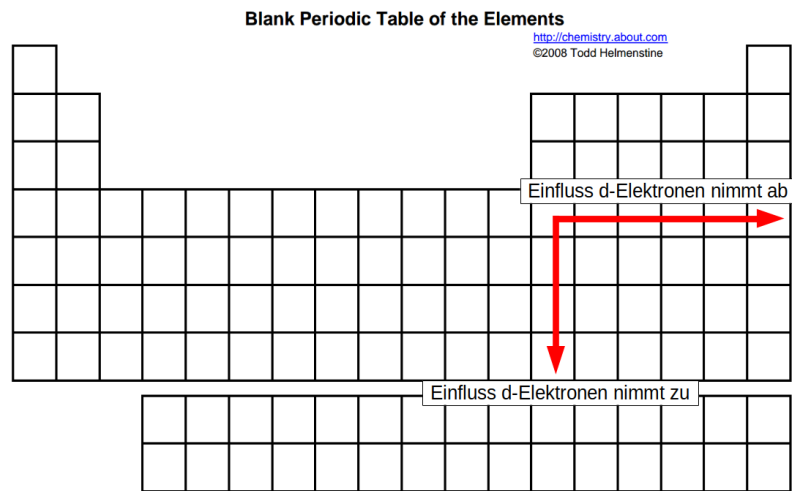 Blank Periodic Table of the Elements
http://chemistry.about.com
©2008 Todd Helmenstine
Einfluss d-Elektronen nimmt ab
Einfluss d-Elektronen nimmt zu